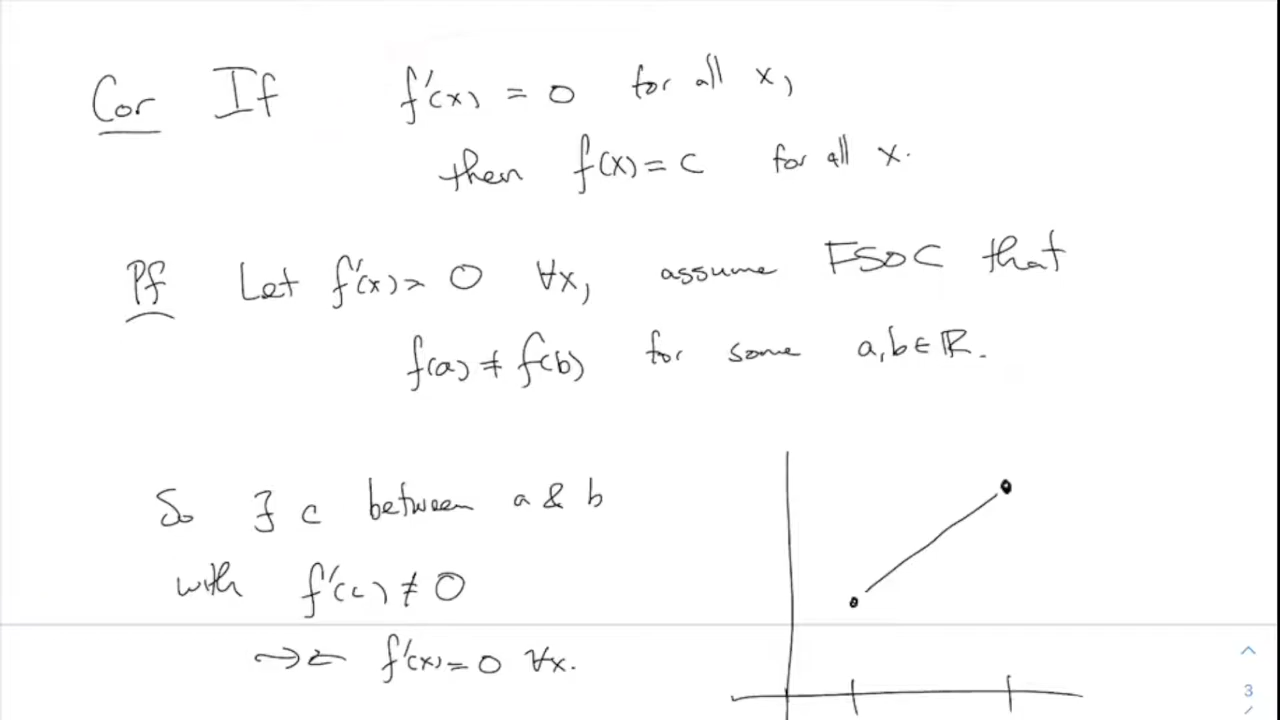 Cor If f'(x) = 0 for all x,
then f(x) = c for all x.
Pf Let f'(x) = 0 ∀x, assume FSOC that
f(a) ≠ f(b) for some a, b ∈ ℝ.
So ∃ c between a & b
with f'(c) ≠ 0
→← f'(x) = 0 ∀x.
3